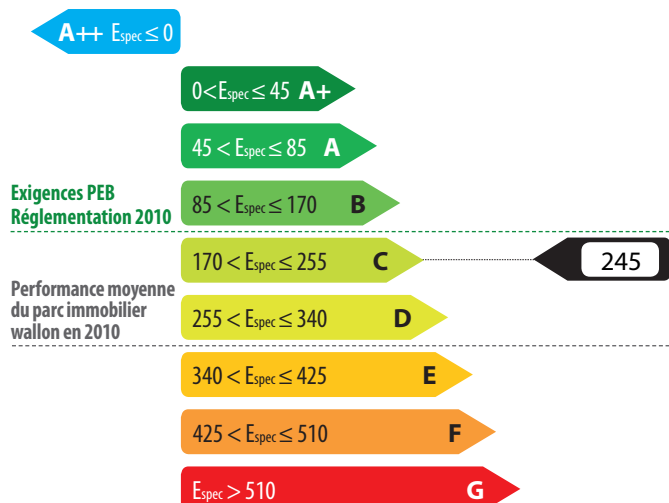 A++ Espec ≤ 0
0 < Espec ≤ 45 A+
45 < Espec ≤ 85 A
Exigences PEB
Réglementation 2010
85 < Espec ≤ 170 B
170 < Espec ≤ 255 C
245
Performance moyenne
du parc immobilier
wallon en 2010
255 < Espec ≤ 340 D
340 < Espec ≤ 425 E
425 < Espec ≤ 510 F
Espec > 510 G